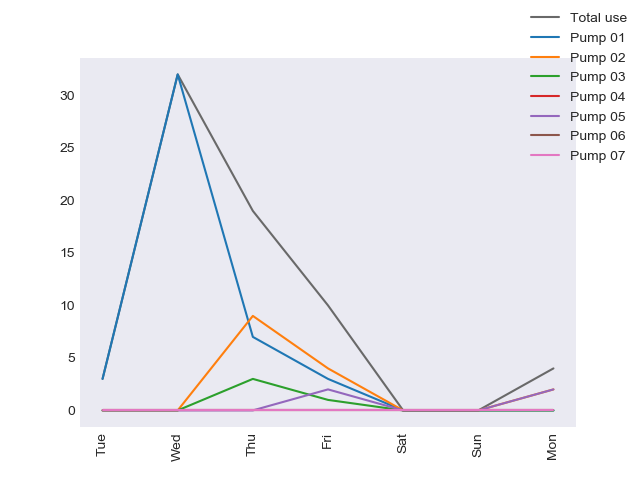 Total use
Pump 01
Pump 02
Pump 03
Pump 04
Pump 05
Pump 06
Pump 07
30
25
20
15
10
5
0
Tue
Wed
Thu
Fri
Sat
Sun
Mon